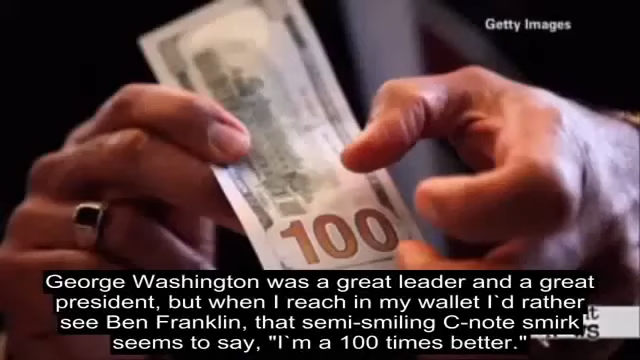 Getty Images
100
George Washington was a great leader and a great
president, but when I reach in my wallet I`d rather
see Ben Franklin, that semi-smiling C-note smirk
seems to say, "I`m a 100 times better."